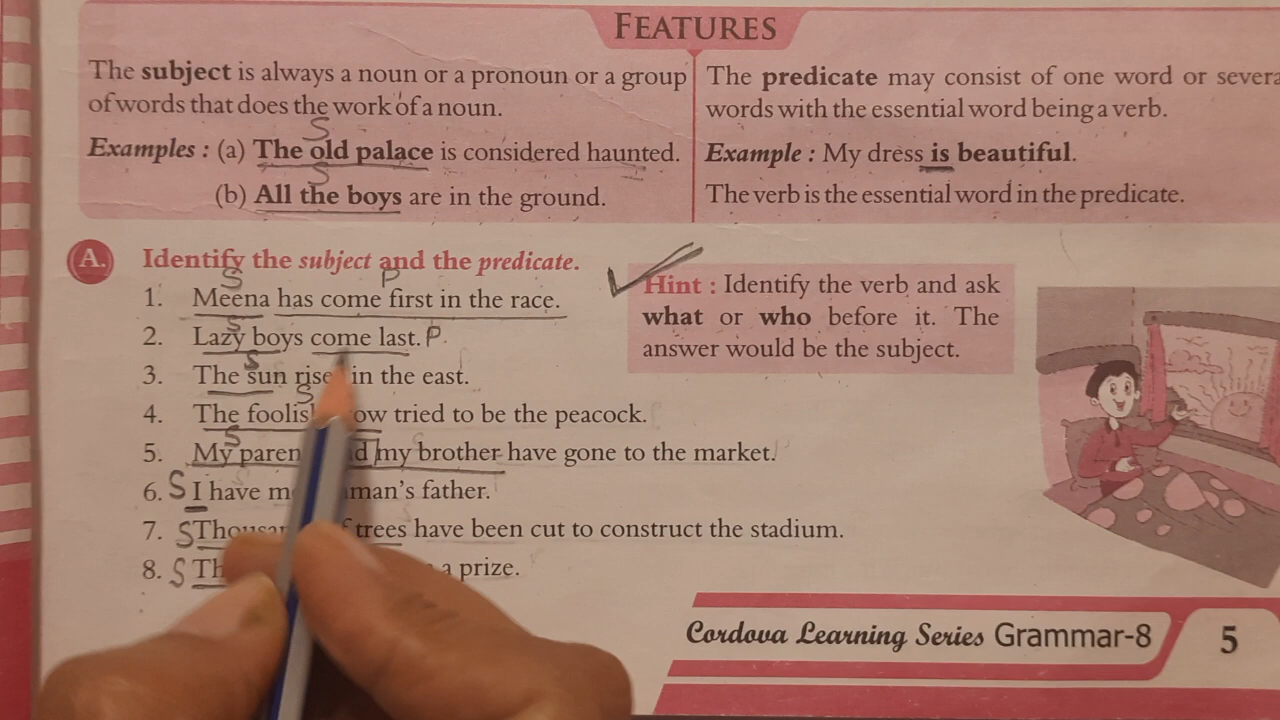 FEATURES
The subject is always a noun or a pronoun or a group
of words that does the work of a noun.
S
Examples : (a) The old palace is considered haunted.
S
(b) All the boys are in the ground.
The predicate may consist of one word or severa
words with the essential word being a verb.
Example : My dress is beautiful.
The verb is the essential word in the predicate.
A. Identify the subject and the predicate.
S P
1. Meena has come first in the race.
S
2. Lazy boys come last. P.
S
3. The sun rises in the east.
S
4. The foolish ow tried to be the peacock.
S
5. My paren d my brother have gone to the market.
6. S I have m man's father.
7. S Thousan f trees have been cut to construct the stadium.
8. S Th a prize.
Hint : Identify the verb and ask
what or who before it. The
answer would be the subject.
Cordova Learning Series Grammar-8 5